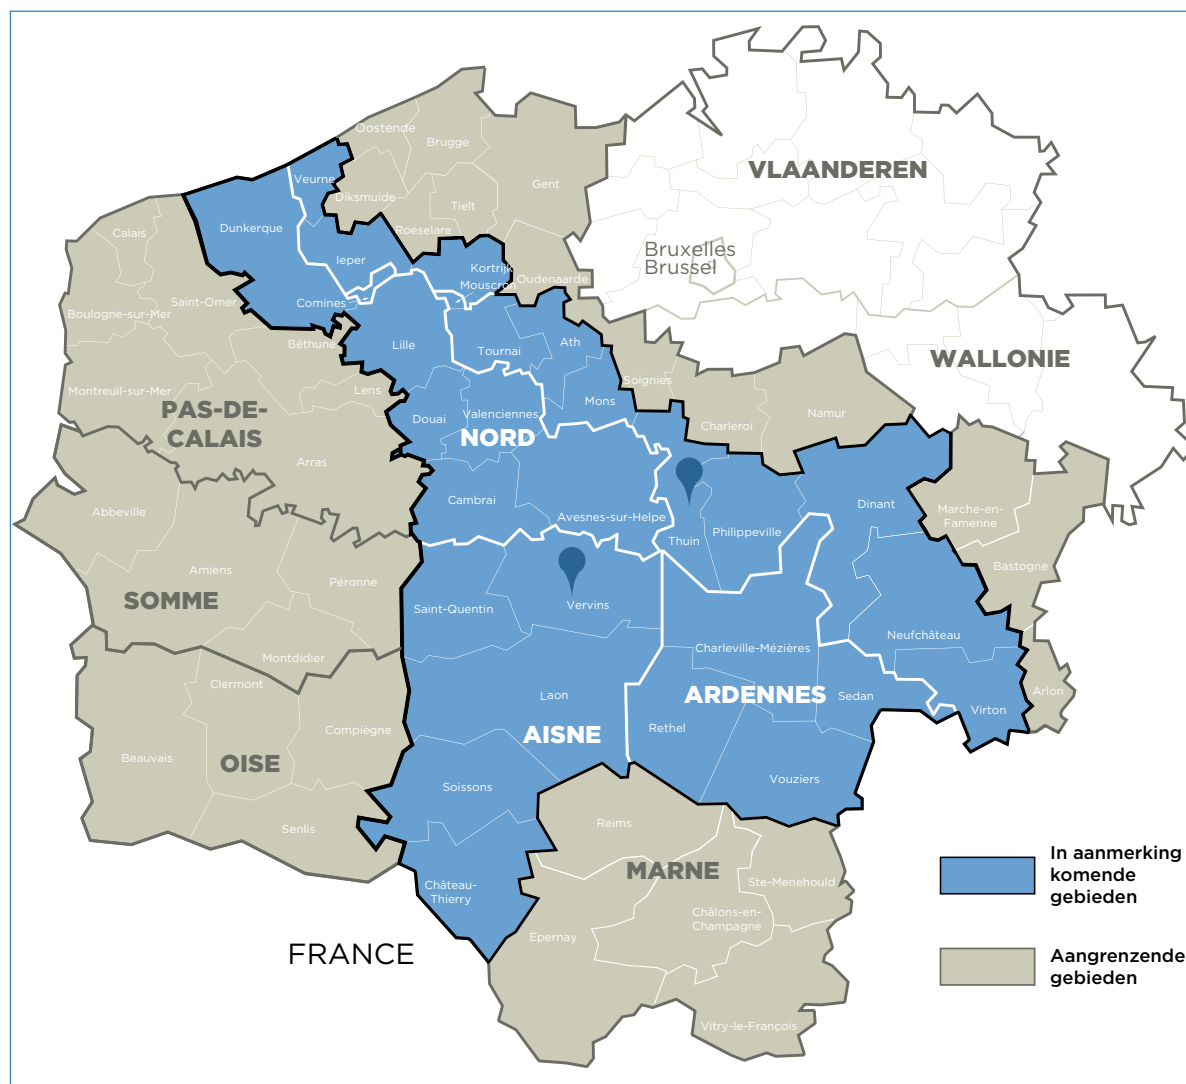 Oostende
Brugge
VLAANDEREN
Veurne
Gent
Diksmuide
Tielt
Calais
Dunkerque
Roeselare
Bruxelles
Brussel
Ieper
Kortrijk
Mouscron
Oudenaarde
Saint-Omer
Comines
Boulogne-sur-Mer
Béthune
Lille
Tournai
Ath
WALLONIE
Soignies
Montreuil-sur-Mer
Lens
Mons
PAS-DE-
CALAIS
Douai
Valenciennes
NORD
Charleroi
Namur
Arras
Cambrai
Abbeville
Avesnes-sur-Helpe
Dinant
Marche-en-
Famenne
Thuin
Philippeville
Bastogne
Amiens
Péronne
SOMME
Saint-Quentin
Vervins
Neufchâteau
Montdidier
Charleville-Mézières
Clermont
Laon
ARDENNES
Sedan
Arlon
Virton
Compiègne
Rethel
AISNE
Beauvais
OISE
Soissons
Vouziers
Senlis
Reims
MARNE
Ste-Menehould
Château-
Thierry
Châlons-en-
Champagne
Epernay
FRANCE
Vitry-le-François
In aanmerking
komende
gebieden
Aangrenzende
gebieden